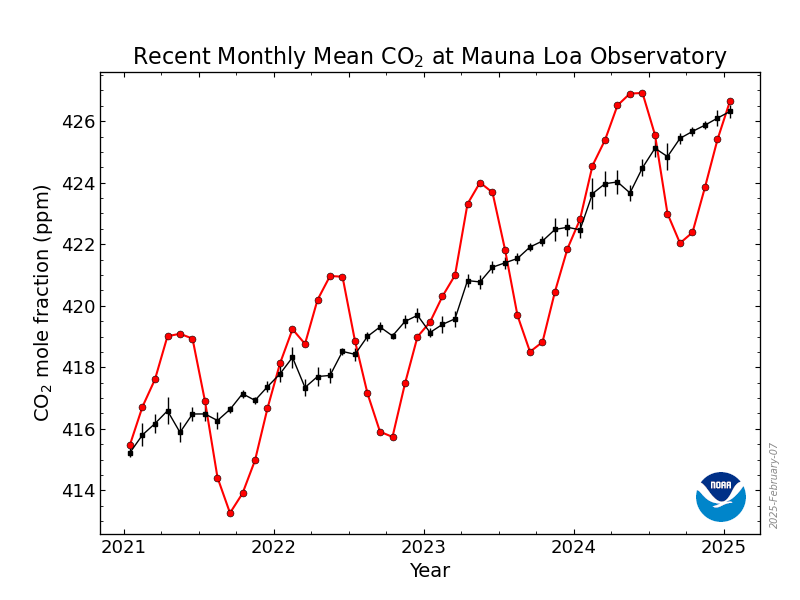 Recent Monthly Mean CO₂ at Mauna Loa Observatory
CO₂ mole fraction (ppm)
426
424
422
420
418
416
414
2021 2022 2023 2024 2025
Year
NOAA
2025-February-07